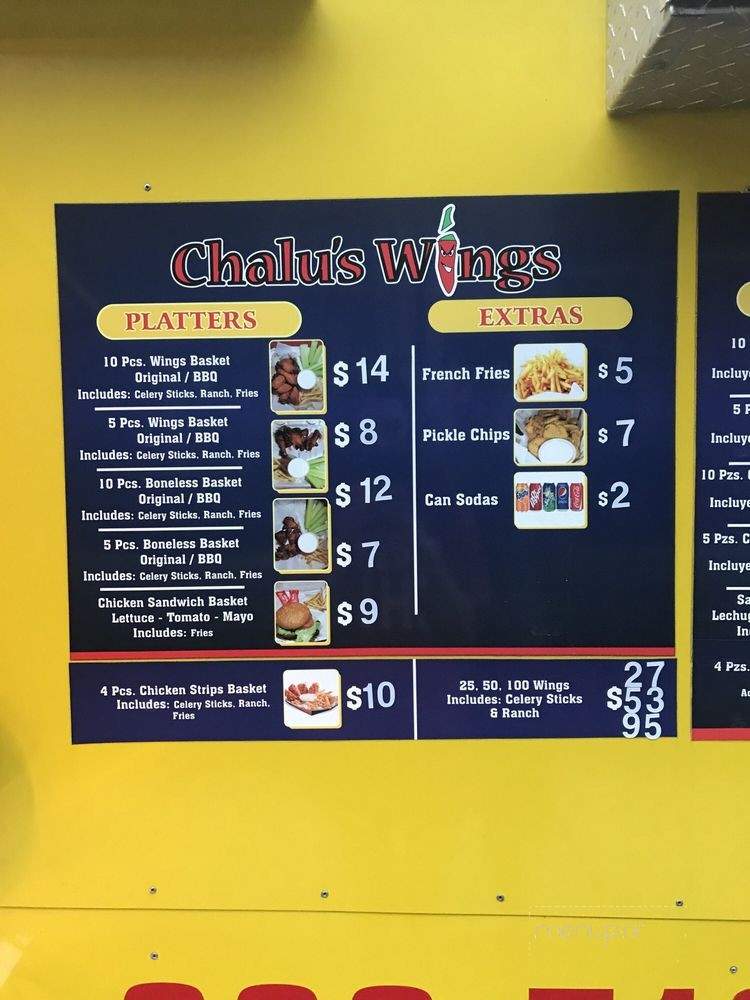 Chalu's Wings
PLATTERS
10 Pcs. Wings Basket
Original / BBQ
Includes: Celery Sticks, Ranch, Fries
$ 14
5 Pcs. Wings Basket
Original / BBQ
Includes: Celery Sticks, Ranch, Fries
$ 8
10 Pcs. Boneless Basket
Original / BBQ
Includes: Celery Sticks, Ranch, Fries
$ 12
5 Pcs. Boneless Basket
Original / BBQ
Includes: Celery Sticks, Ranch, Fries
$ 7
Chicken Sandwich Basket
Lettuce - Tomato - Mayo
Includes: Fries
$ 9
4 Pcs. Chicken Strips Basket
Includes: Celery Sticks, Ranch,
Fries
$10
EXTRAS
French Fries
$ 5
Pickle Chips
$ 7
Can Sodas
$2
25, 50, 100 Wings
Includes: Celery Sticks
& Ranch
27
$53
95
10
Incluye
5 P
Incluy
10 Pzs.
Incluye
5 Pzs. C
Incluye
Sa
Lechug
In
4 Pzs.
menupix